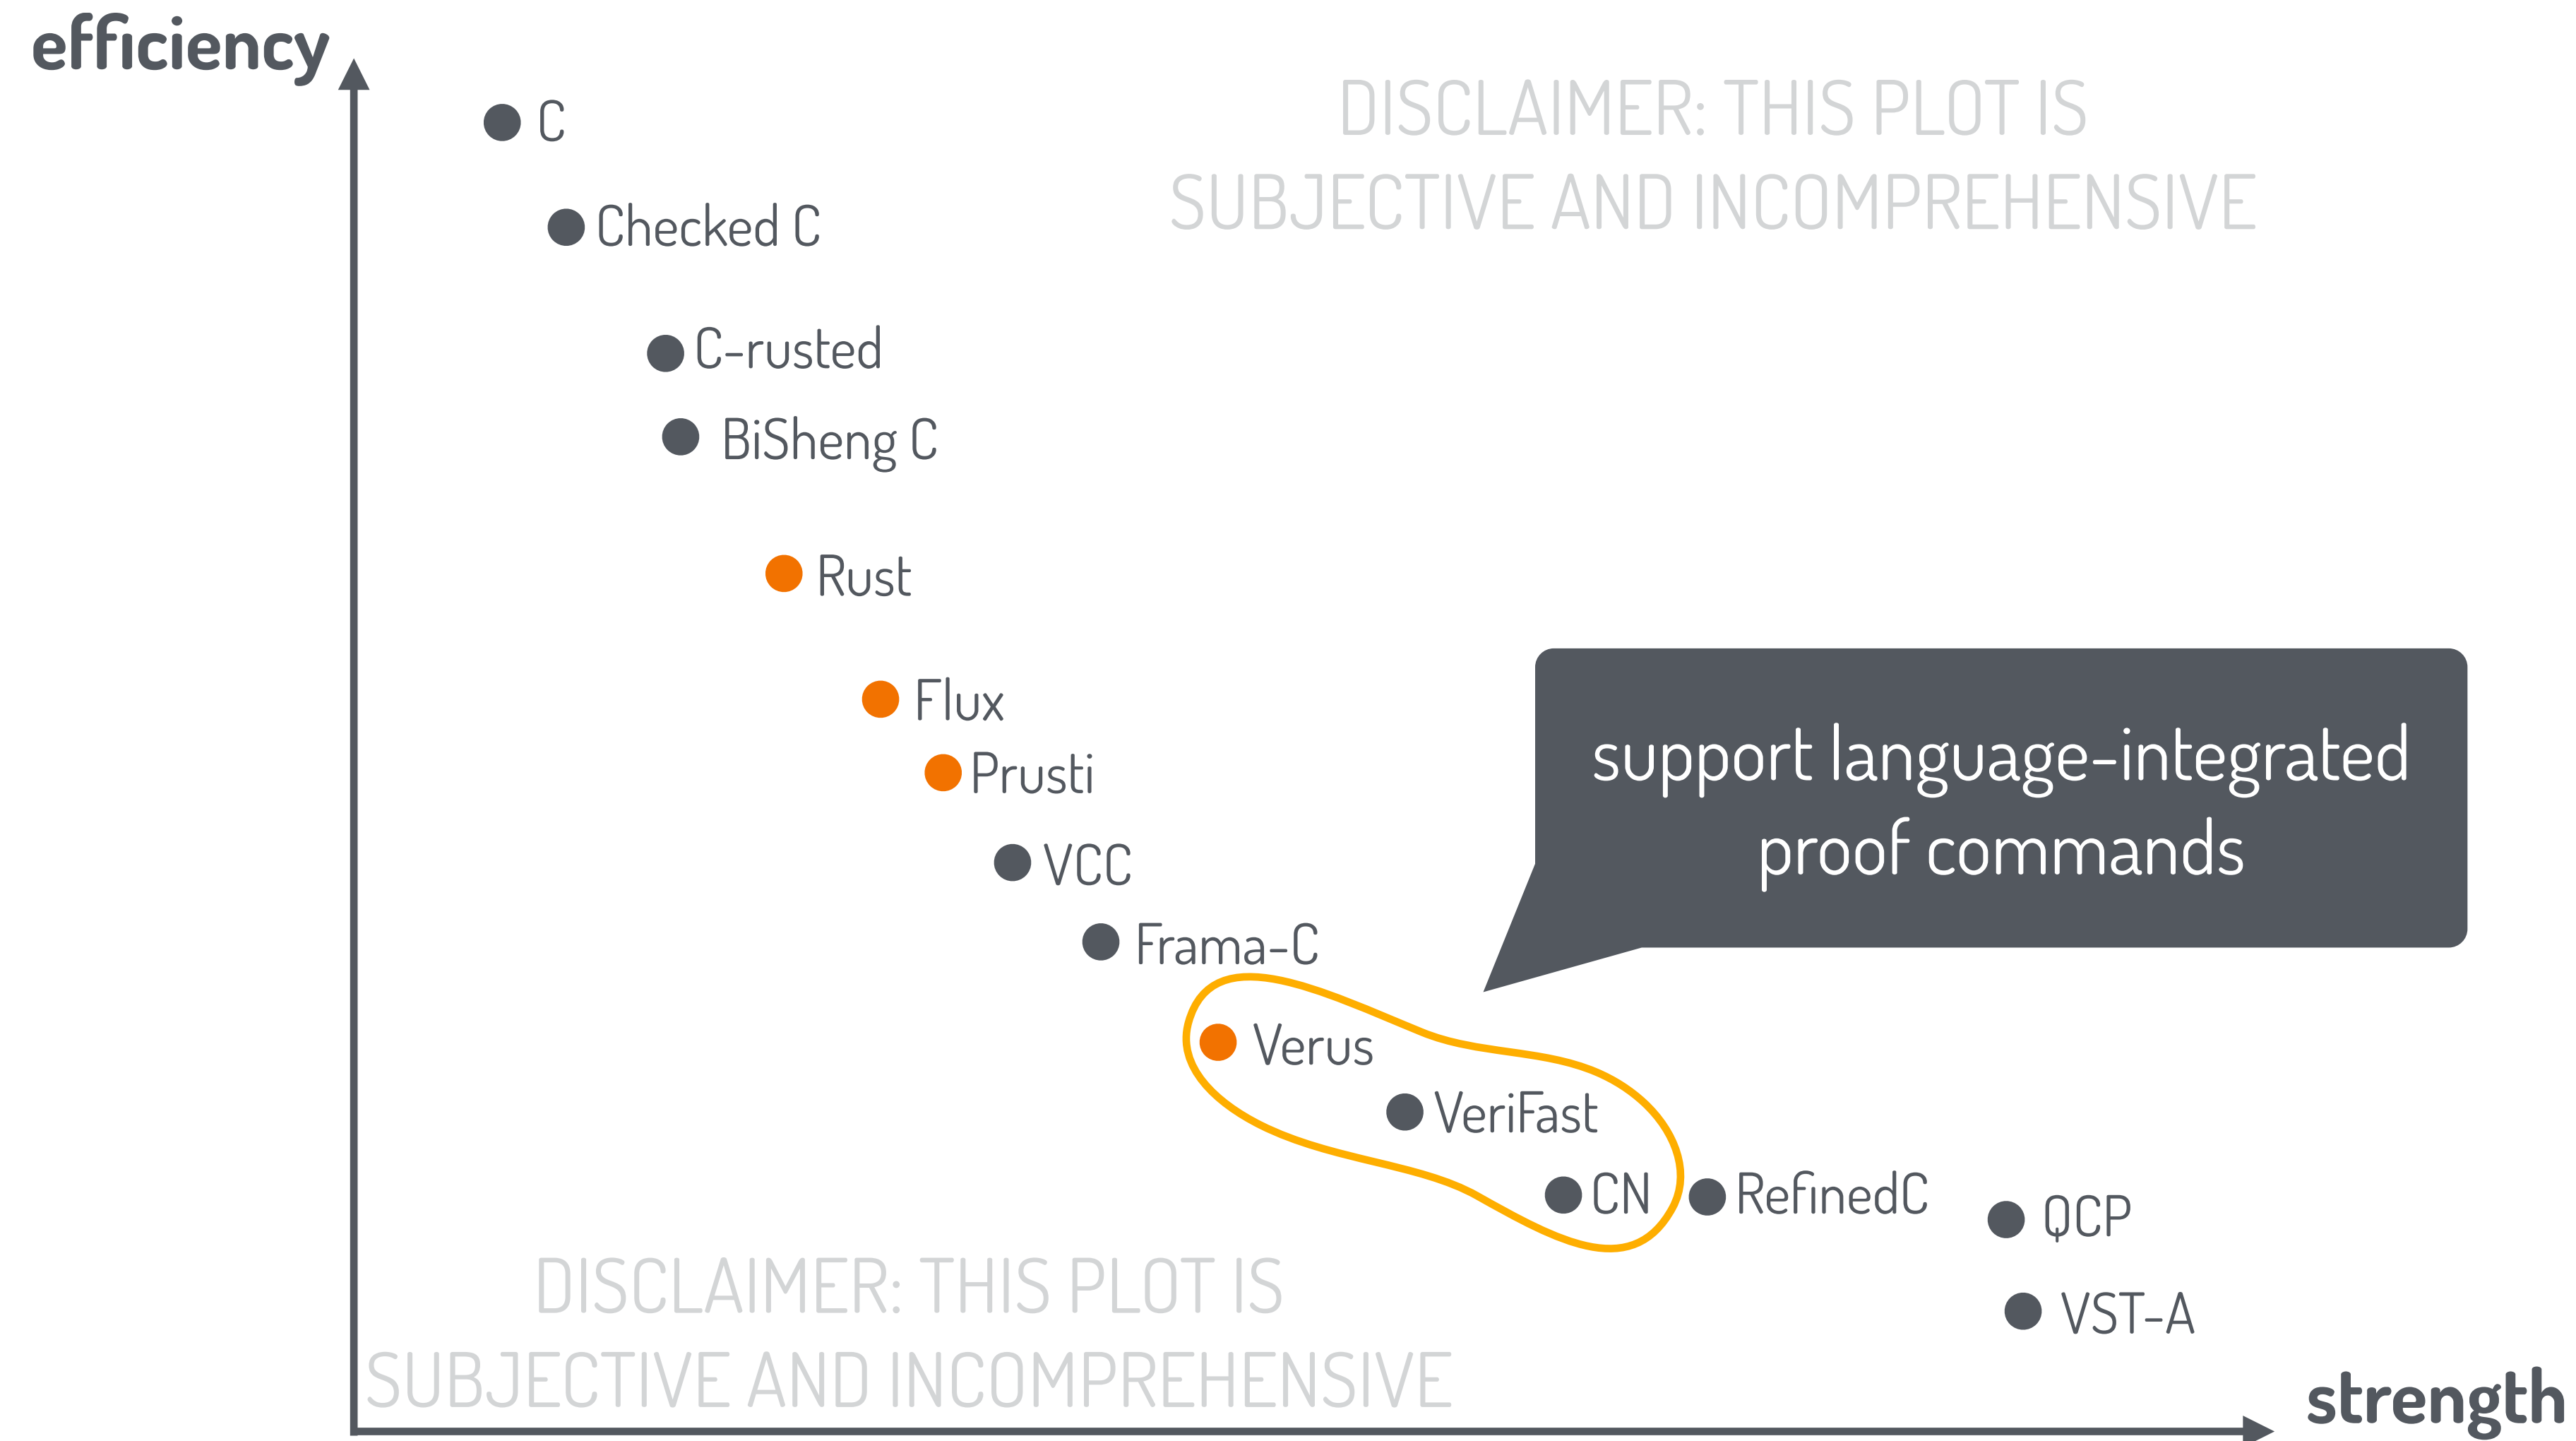 efficiency
DISCLAIMER: THIS PLOT IS
SUBJECTIVE AND INCOMPREHENSIVE
C
Checked C
C-rusted
BiSheng C
Rust
Flux
Prusti
VCC
Frama-C
support language-integrated
proof commands
Verus
VeriFast
CN
RefinedC
QCP
VST-A
DISCLAIMER: THIS PLOT IS
SUBJECTIVE AND INCOMPREHENSIVE
strength